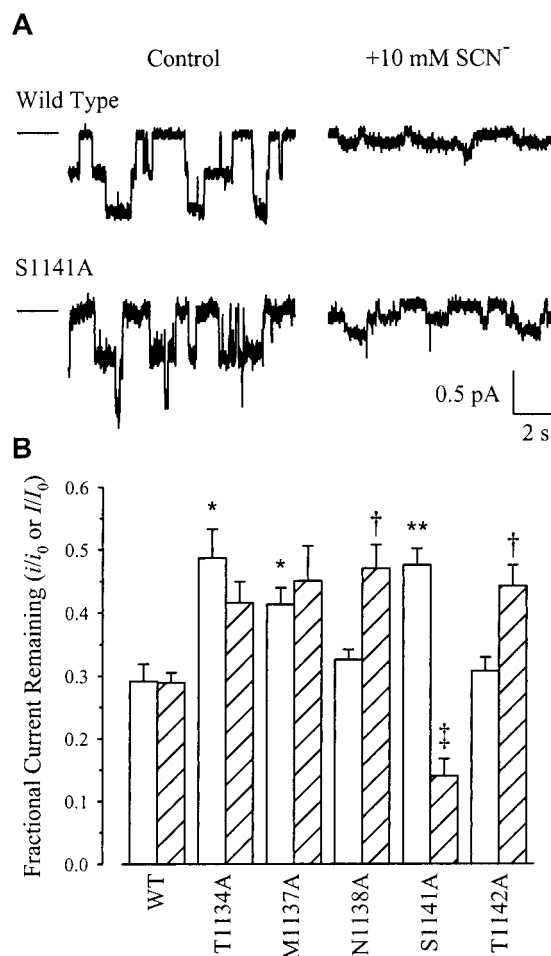 A
Control
+10 mM SCN⁻
Wild Type
S1141A
0.5 pA
2 s
B
Fractional Current Remaining (i/i₀ or I/I₀)
0.6
0.5
0.4
0.3
0.2
0.1
0.0
*
*
†
**
‡
†
WT
T1134A
M1137A
N1138A
S1141A
T1142A